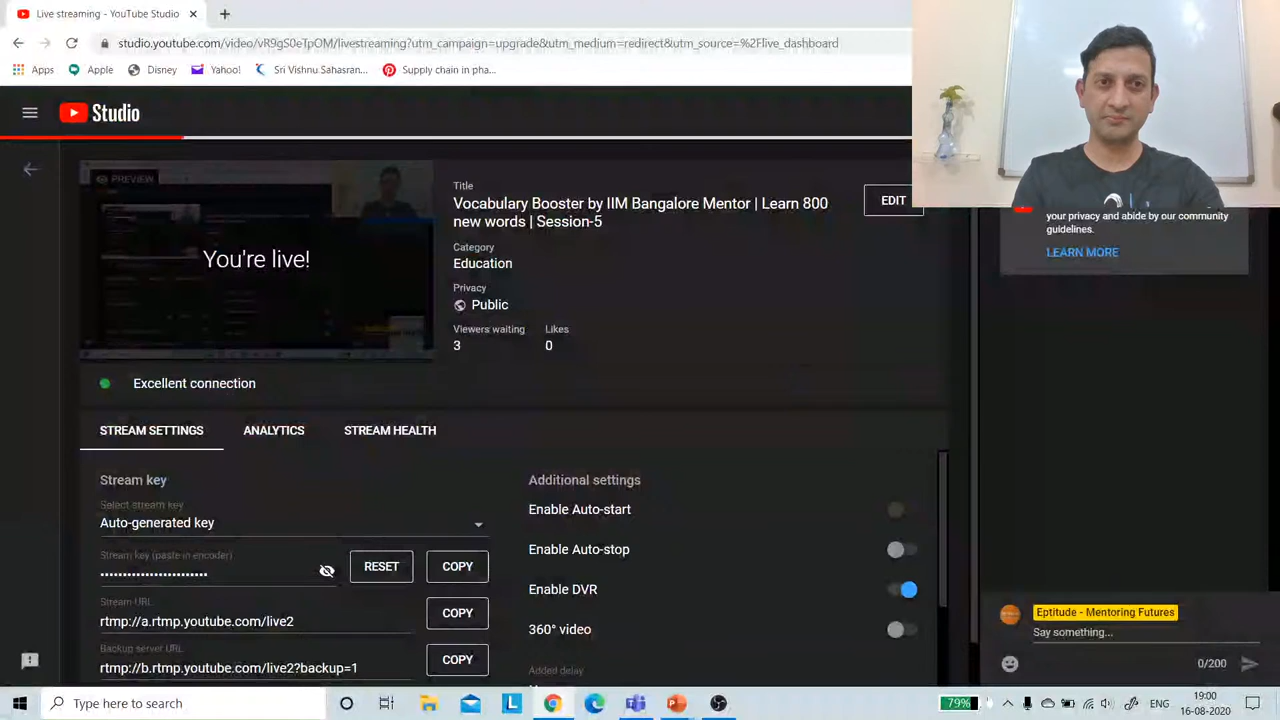 Live streaming - YouTube Studio
studio.youtube.com/video/vR9gS0eTpOM/livestreaming?utm_campaign=upgrade&utm_medium=redirect&utm_source=%2Flive_dashboard
Apps Apple Disney Yahoo! Sri Vishnu Sahasran... Supply chain in pha...
Studio
PREVIEW
You're live!
Title
Vocabulary Booster by IIM Bangalore Mentor | Learn 800
new words | Session-5
EDIT
Category
Education
Privacy
Public
Viewers waiting Likes
3 0
Excellent connection
your privacy and abide by our community
guidelines.
LEARN MORE
STREAM SETTINGS ANALYTICS STREAM HEALTH
Stream key
Select stream key
Auto-generated key
Stream key (paste in encoder)
••••••••••••••••••••••••
RESET COPY
Stream URL
rtmp://a.rtmp.youtube.com/live2
COPY
Backup server URL
rtmp://b.rtmp.youtube.com/live2?backup=1
COPY
Additional settings
Enable Auto-start
Enable Auto-stop
Enable DVR
360° video
Added delay
Eptitude - Mentoring Futures
Say something...
0/200
Type here to search
79%
ENG
19:00
16-08-2020